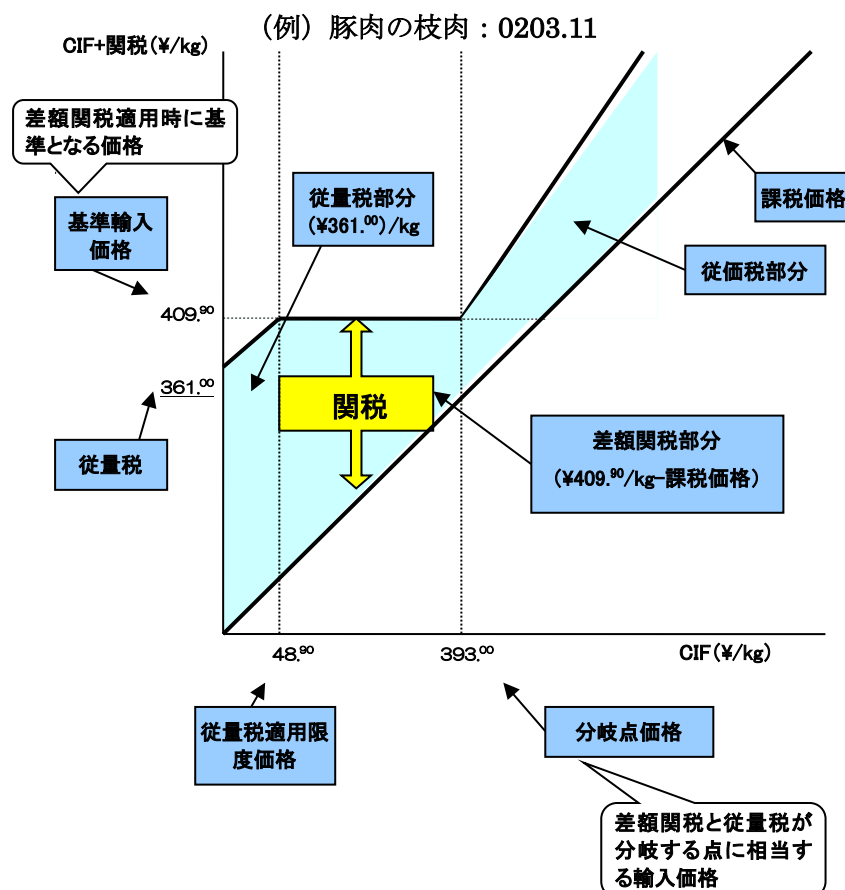 (例) 豚肉の枝肉：0203.11
CIF+関税(¥/kg)
差額関税適用時に基
準となる価格
基準輸入
価格
従量税部分
(¥361.⁰⁰)/kg
課税価格
従価税部分
409.⁹⁰
361.⁰⁰
関税
従量税
差額関税部分
(¥409.⁹⁰/kg-課税価格)
48.⁹⁰
393.⁰⁰
CIF(¥/kg)
従量税適用限
度価格
分岐点価格
差額関税と従量税が
分岐する点に相当す
る輸入価格